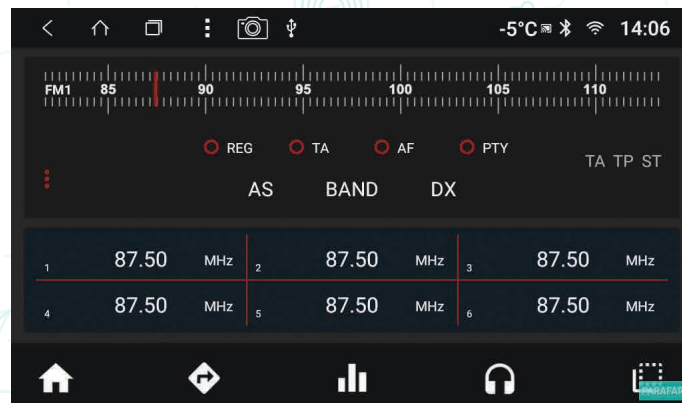 -5°C 14:06
FM1 85 90 95 100 105 110
REG TA AF PTY
TA TP ST
AS BAND DX
1 87.50 MHz 2 87.50 MHz 3 87.50 MHz
4 87.50 MHz 5 87.50 MHz 6 87.50 MHz
PARAFAR